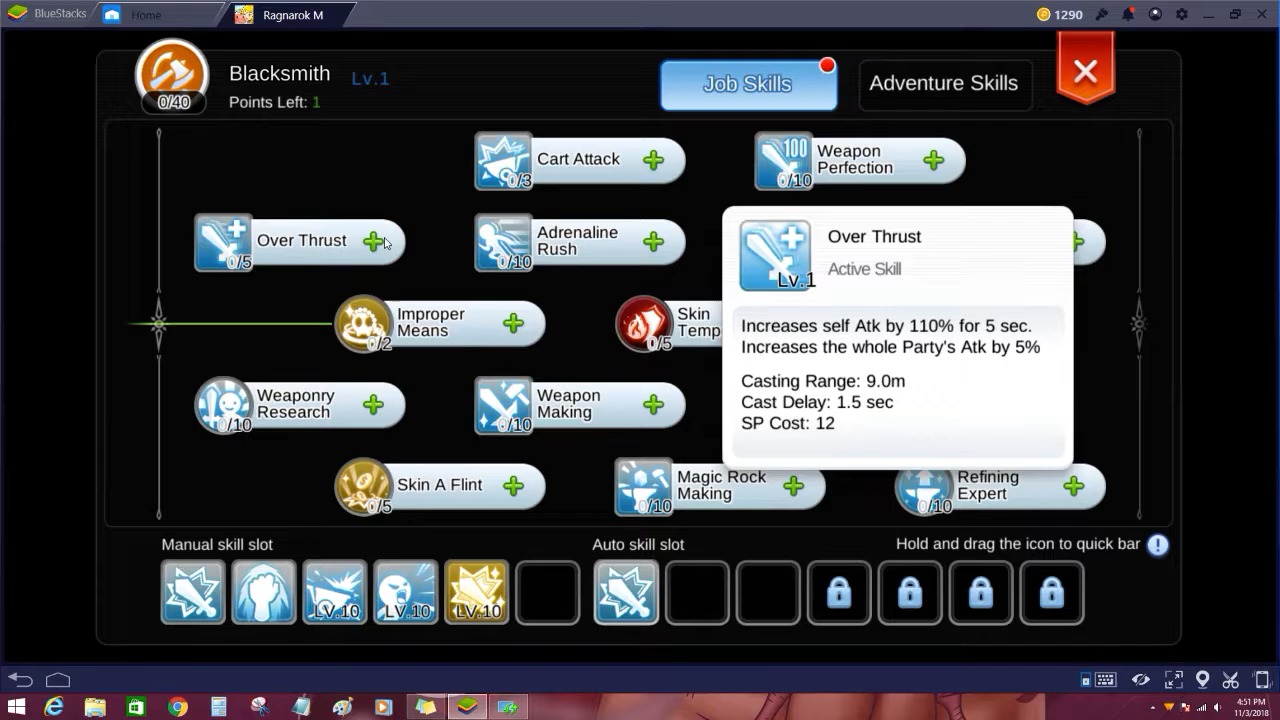 BlueStacks
Home
Ragnarok M
1290
Blacksmith
Lv.1
0/40
Points Left: 1
Job Skills
Adventure Skills
Cart Attack
0/3
100
Weapon
Perfection
0/10
Over Thrust
0/5
Adrenaline
Rush
0/10
Over Thrust
Active Skill
Lv.1
Increases self Atk by 110% for 5 sec.
Increases the whole Party's Atk by 5%
Casting Range: 9.0m
Cast Delay: 1.5 sec
SP Cost: 12
Improper
Means
0/2
Skin
Temp
0/5
Weaponry
Research
0/10
Weapon
Making
0/10
Skin A Flint
0/5
Magic Rock
Making
0/10
Refining
Expert
0/10
Manual skill slot
Auto skill slot
Hold and drag the icon to quick bar
LV.10
LV.10
LV.10
4:51 PM
11/3/2018